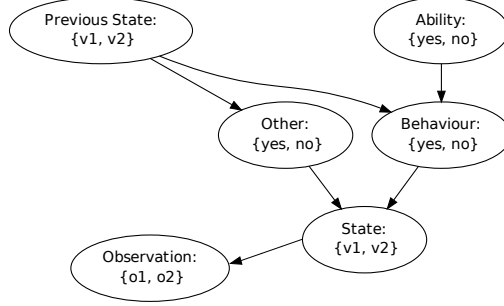 Previous State:
{v1, v2}
Ability:
{yes, no}
Other:
{yes, no}
Behaviour:
{yes, no}
State:
{v1, v2}
Observation:
{o1, o2}